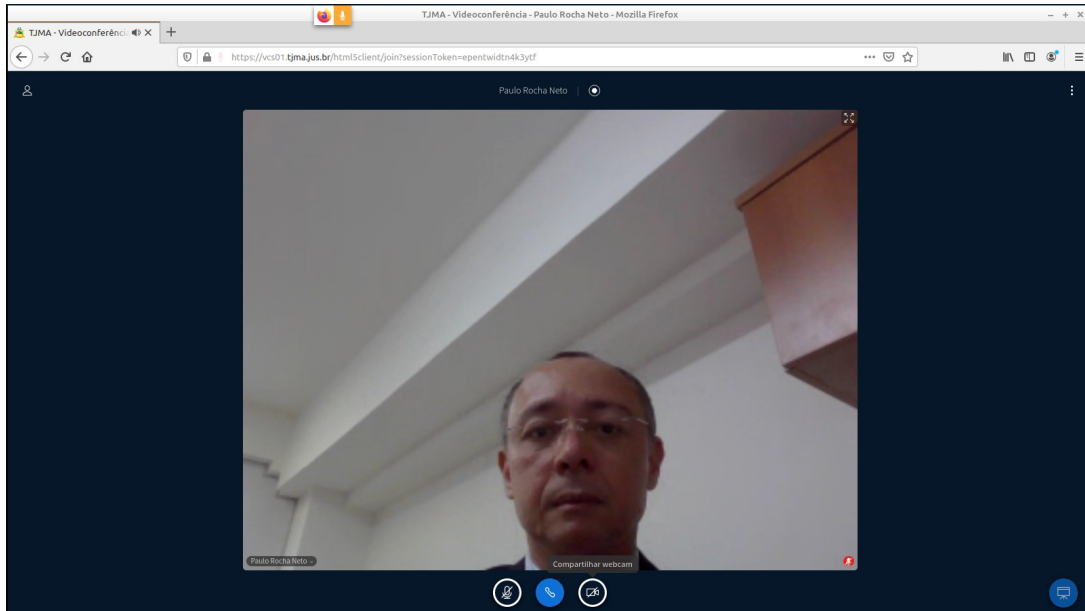 TJMA - Videoconferência - Paulo Rocha Neto - Mozilla Firefox
TJMA - Videoconferênci
https://vcs01.tjma.jus.br/html5client/join?sessionToken=epentwidtn4k3ytf
Paulo Rocha Neto
Paulo Rocha Neto
Compartilhar webcam